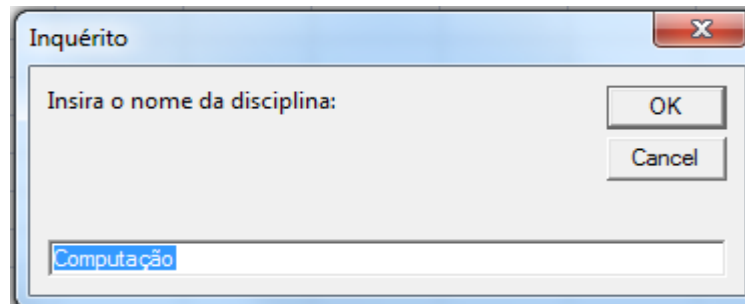 Inquérito
Insira o nome da disciplina:
OK
Cancel
Computação